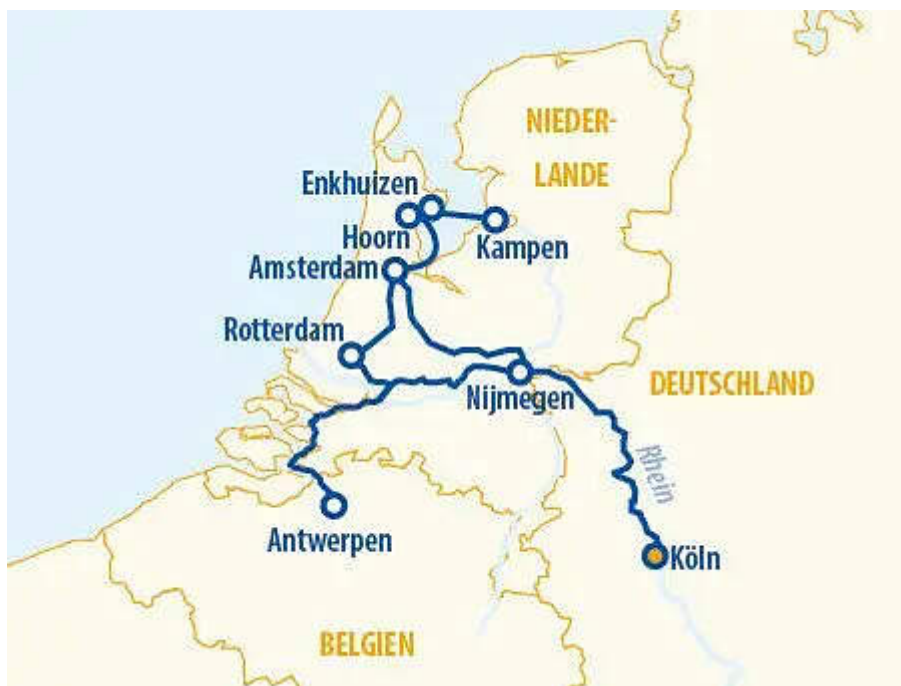 NIEDER-
LANDE
Enkhuizen
Hoorn
Kampen
Amsterdam
Rotterdam
Nijmegen
DEUTSCHLAND
Rhein
Antwerpen
Köln
BELGIEN